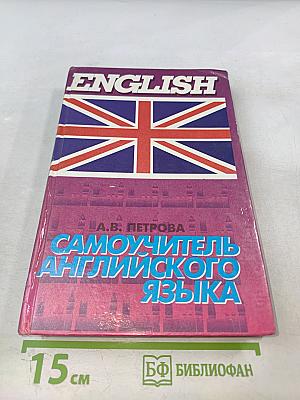 ENGLISH
А.В. ПЕТРОВА
САМОУЧИТЕЛЬ
АНГЛИЙСКОГО
ЯЗЫКА
15 см
БФ БИБЛИОФАН